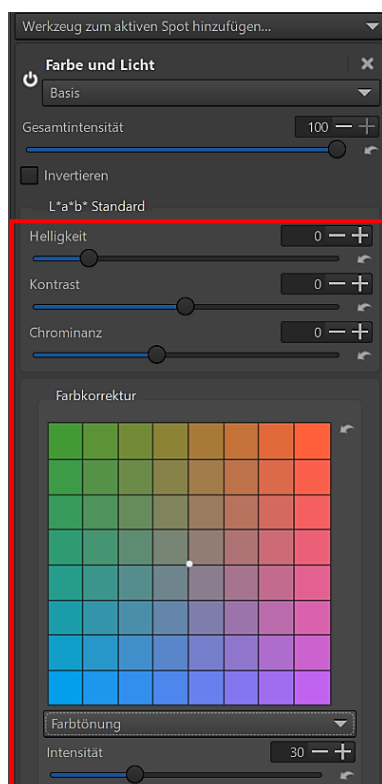 Werkzeug zum aktiven Spot hinzufügen...
Farbe und Licht
Basis
Gesamtintensität 100
Invertieren
L*a*b* Standard
Helligkeit 0
Kontrast 0
Chrominanz 0
Farbkorrektur
Farbtönung
Intensität 30